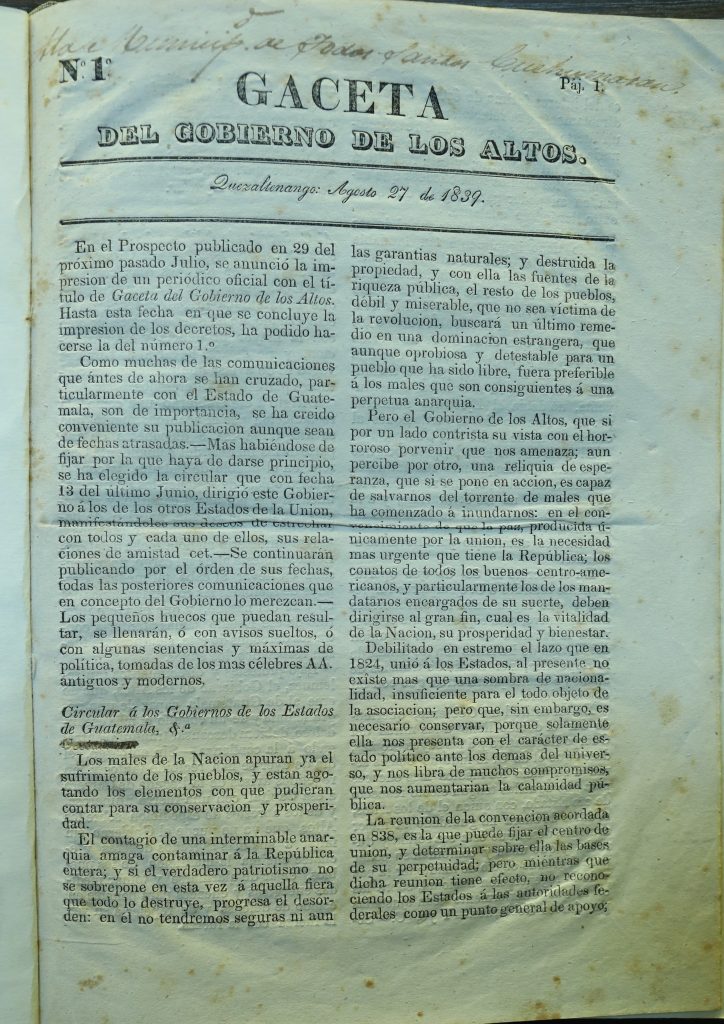 Municip.d de Todos Santos Cuchumatan.
Nº 1º
Páj. 1.
GACETA
DEL GOBIERNO DE LOS ALTOS.
Quezaltenango: Agosto 27 de 1839.
En el Prospecto publicado en 29 del
próximo pasado Julio, se anunció la im-
presion de un periódico oficial con el tí-
tulo de Gaceta del Gobierno de los Altos.
Hasta esta fecha en que se concluye la
impresion de los decretos, ha podido ha-
cerse la del número 1.º
Como muchas de las comunicaciones
que ántes de ahora se han cruzado, par-
ticularmente con el Estado de Guate-
mala, son de importancia, se ha creido
conveniente su publicacion aunque sean
de fechas atrasadas.—Mas habiéndose de
fijar por la que haya de darse principio,
se ha elegido la circular que con fecha
13 del último Junio, dirigió este Gobier-
no á los de los otros Estados de la Union,
manifestándoles sus deseos de estrechar
con todos y cada uno de ellos, sus rela-
ciones de amistad cet.—Se continuarán
publicando por el órden de sus fechas,
todas las posteriores comunicaciones que
en concepto del Gobierno lo merezcan.—
Los pequeños huecos que puedan resul-
tar, se llenarán, ó con avisos sueltos, ó
con algunas sentencias y máximas de
política, tomadas de los mas célebres AA.
antiguos y modernos.
Circular á los Gobiernos de los Estados
de Guatemala, &.ª
Los males de la Nacion apuran ya el
sufrimiento de los pueblos, y estan ago-
tando los elementos con que pudieran
contar para su conservacion y prosperi-
dad.
El contagio de una interminable anar-
quia amaga contaminar á la República
entera; y si el verdadero patriotismo no
se sobrepone en esta vez á aquella fiera
que todo lo destruye, progresa el desór-
den: en él no tendremos seguras ni aun
las garantias naturales; y destruida la
propiedad, y con ella las fuentes de la
riqueza pública, el resto de los pueblos,
débil y miserable, que no sea víctima de
la revolucion, buscará un último reme-
dio en una dominacion estrangera, que
aunque oprobiosa y detestable para un
pueblo que ha sido libre, fuera preferible
á los males que son consiguientes á una
perpetua anarquia.
Pero el Gobierno de los Altos, que si
por un lado contrista su vista con el hor-
roroso porvenir que nos amenaza; aun
percibe por otro, una reliquia de espe-
ranza, que si se pone en accion, es capaz
de salvarnos del torrente de males que
ha comenzado á inundarnos: en el con-
vencimiento de que la paz, producida ú-
nicamente por la union, es la necesidad
mas urgente que tiene la República; los
conatos de todos los buenos centro-ame-
ricanos, y particularmente los de los man-
datarios encargados de su suerte, deben
dirigirse al gran fin, cual es la vitalidad
de la Nacion, su prosperidad y bienestar.
Debilitado en estremo el lazo que en
1824, unió á los Estados, al presente no
existe mas que una sombra de naciona-
lidad, insuficiente para el todo objeto de
la asociacion; pero que, sin embargo, es
necesario conservar, porque solamente
ella nos presenta con el carácter de es-
tado político ante los demas del univer-
so, y nos libra de muchos compromisos,
que nos aumentarian la calamidad pú-
blica.
La reunion de la convencion acordada
en 838, es la que puede fijar el centro de
union, y determinar sobre ella las bases
de su perpetuidad; pero mientras que
dicha reunion tiene efecto, no recono-
ciendo los Estados á las autoridades fe-
derales como un punto general de apoyo;